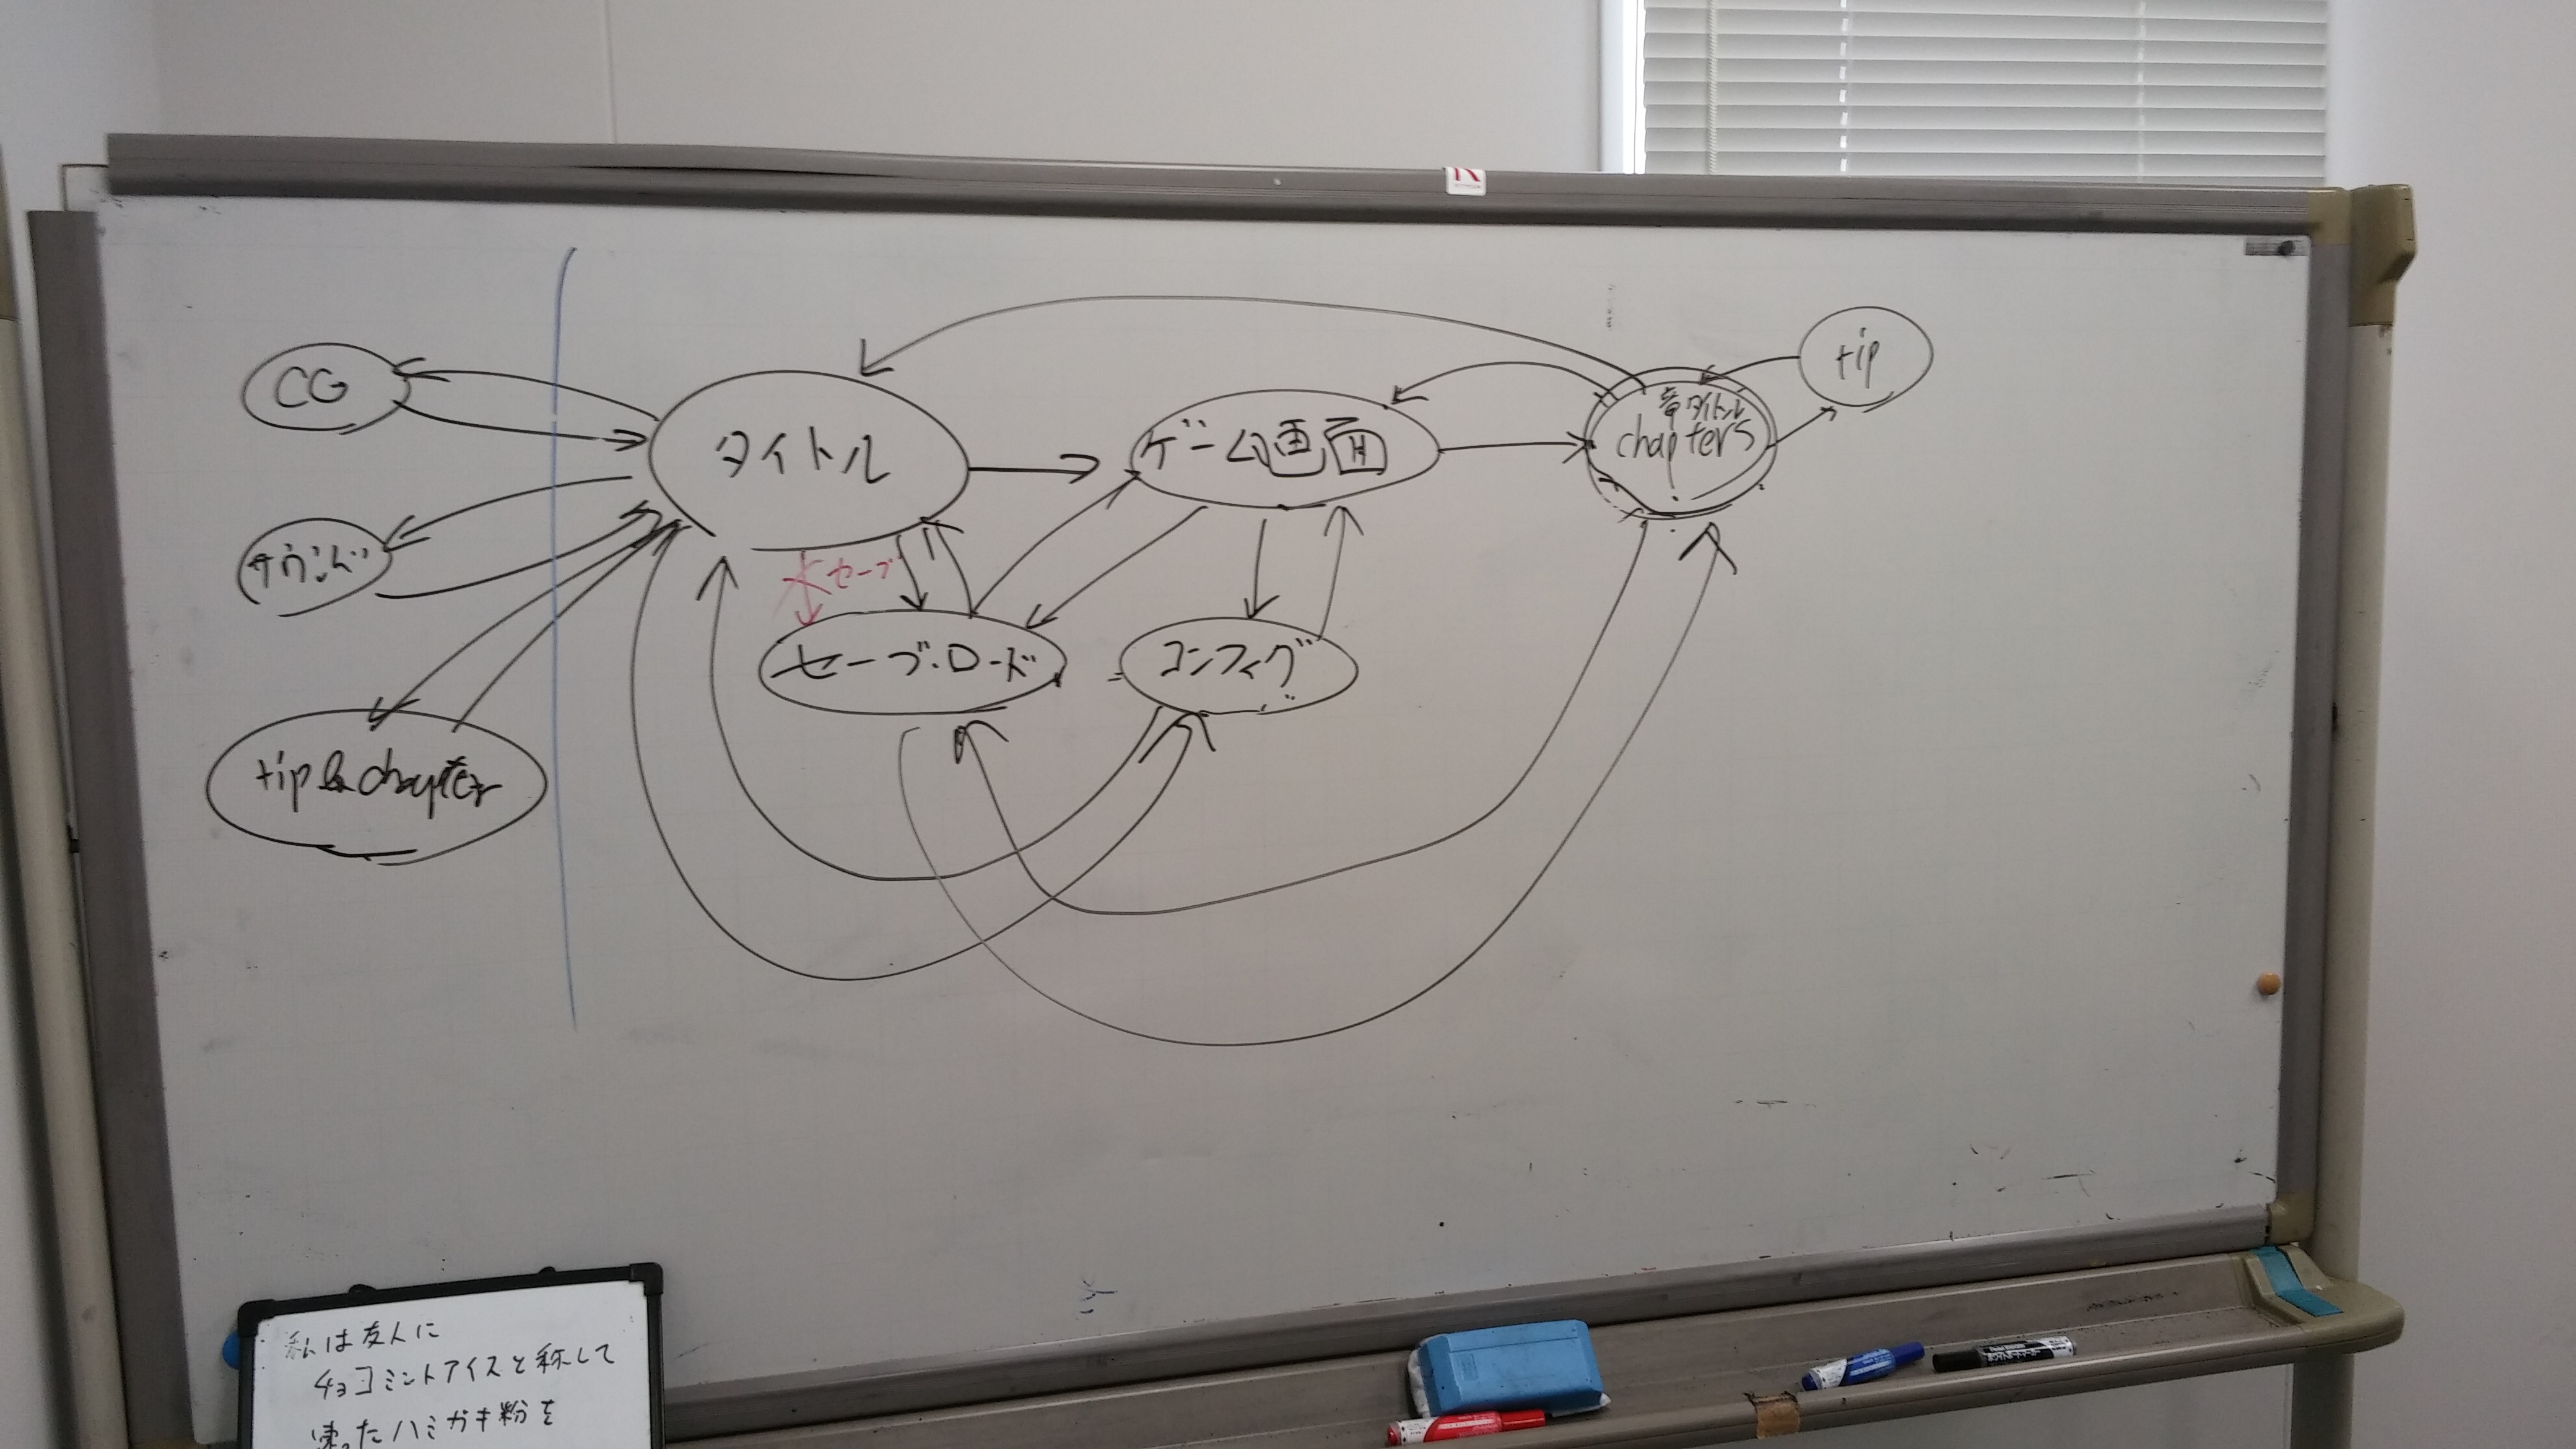 CG
サウンド
tip&chapter
タイトル
セーブ
セーブ・ロード
ゲーム画面
コンフィグ
章タイトル
chapters
tip
私は友人に
チョコミントアイスと称して
凍ったハミガキ粉を